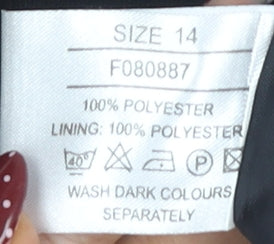 SIZE 14
F080887
100% POLYESTER
LINING: 100% POLYESTER
40° P
WASH DARK COLOURS
SEPARATELY